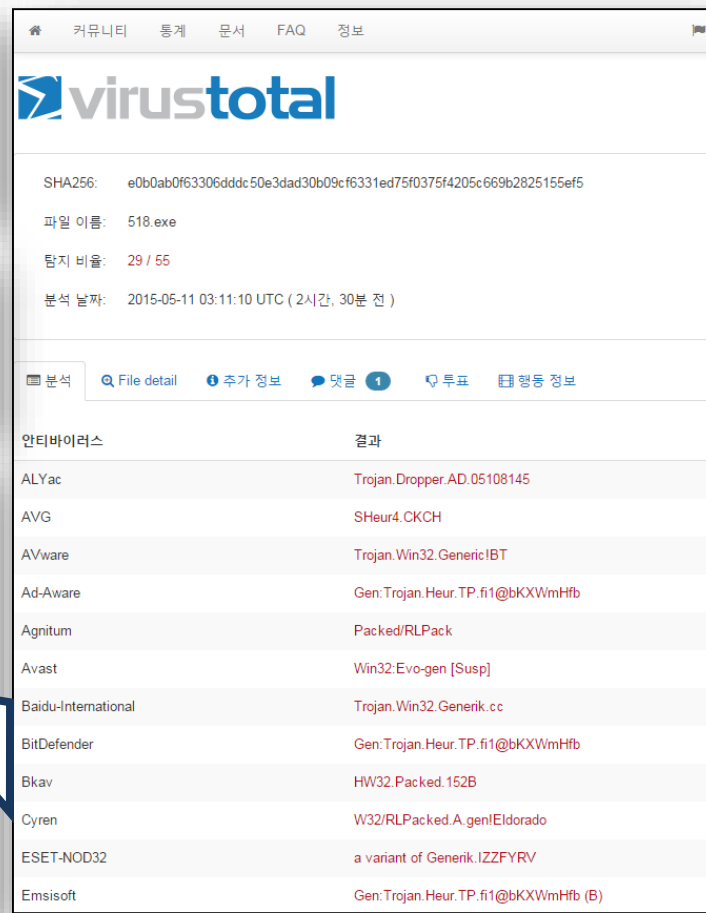 커뮤니티 통계 문서 FAQ 정보
virustotal
SHA256: e0b0ab0f63306dddc50e3dad30b09cf6331ed75f0375f4205c669b2825155ef5
파일 이름: 518.exe
탐지 비율: 29 / 55
분석 날짜: 2015-05-11 03:11:10 UTC ( 2시간, 30분 전 )
분석 File detail 추가 정보 댓글 1 투표 행동 정보
안티바이러스 결과
ALYac Trojan.Dropper.AD.05108145
AVG SHeur4.CKCH
AVware Trojan.Win32.Generic!BT
Ad-Aware Gen:Trojan.Heur.TP.fi1@bKXWmHfb
Agnitum Packed/RLPack
Avast Win32:Evo-gen [Susp]
Baidu-International Trojan.Win32.Generik.cc
BitDefender Gen:Trojan.Heur.TP.fi1@bKXWmHfb
Bkav HW32.Packed.152B
Cyren W32/RLPacked.A.gen!Eldorado
ESET-NOD32 a variant of Generik.IZZFYRV
Emsisoft Gen:Trojan.Heur.TP.fi1@bKXWmHfb (B)